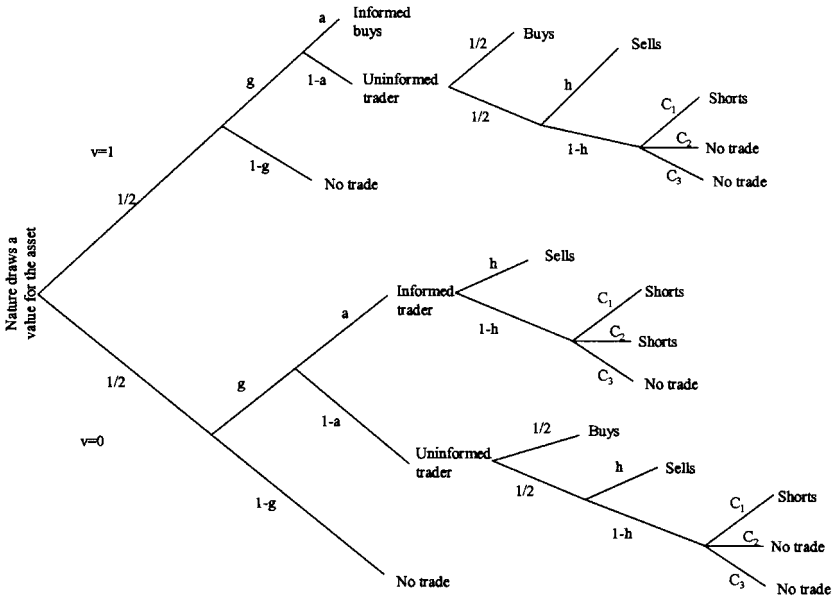 a
Informed
buys
g
1-a
Uninformed
trader
1/2
Buys
1/2
h
Sells
1-h
C1
Shorts
C2
No trade
C3
No trade
v=1
1-g
No trade
1/2
Nature draws a
value for the asset
1/2
v=0
g
a
Informed
trader
h
Sells
1-h
C1
Shorts
C2
Shorts
C3
No trade
1-a
Uninformed
trader
1/2
Buys
1/2
h
Sells
1-h
C1
Shorts
C2
No trade
C3
No trade
1-g
No trade